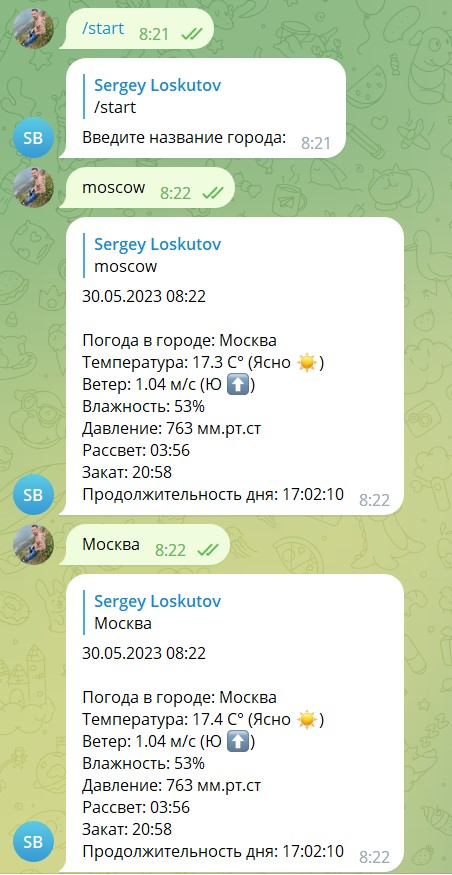 /start 8:21
Sergey Loskutov
/start
SB
Введите название города: 8:21
moscow 8:22
Sergey Loskutov
moscow
30.05.2023 08:22
Погода в городе: Москва
Температура: 17.3 C° (Ясно ☀️)
Ветер: 1.04 м/с (Ю ⬆️)
Влажность: 53%
Давление: 763 мм.рт.ст
Рассвет: 03:56
Закат: 20:58
SB
Продолжительность дня: 17:02:10 8:22
Москва 8:22
Sergey Loskutov
Москва
30.05.2023 08:22
Погода в городе: Москва
Температура: 17.4 C° (Ясно ☀️)
Ветер: 1.04 м/с (Ю ⬆️)
Влажность: 53%
Давление: 763 мм.рт.ст
Рассвет: 03:56
Закат: 20:58
SB
Продолжительность дня: 17:02:10 8:22